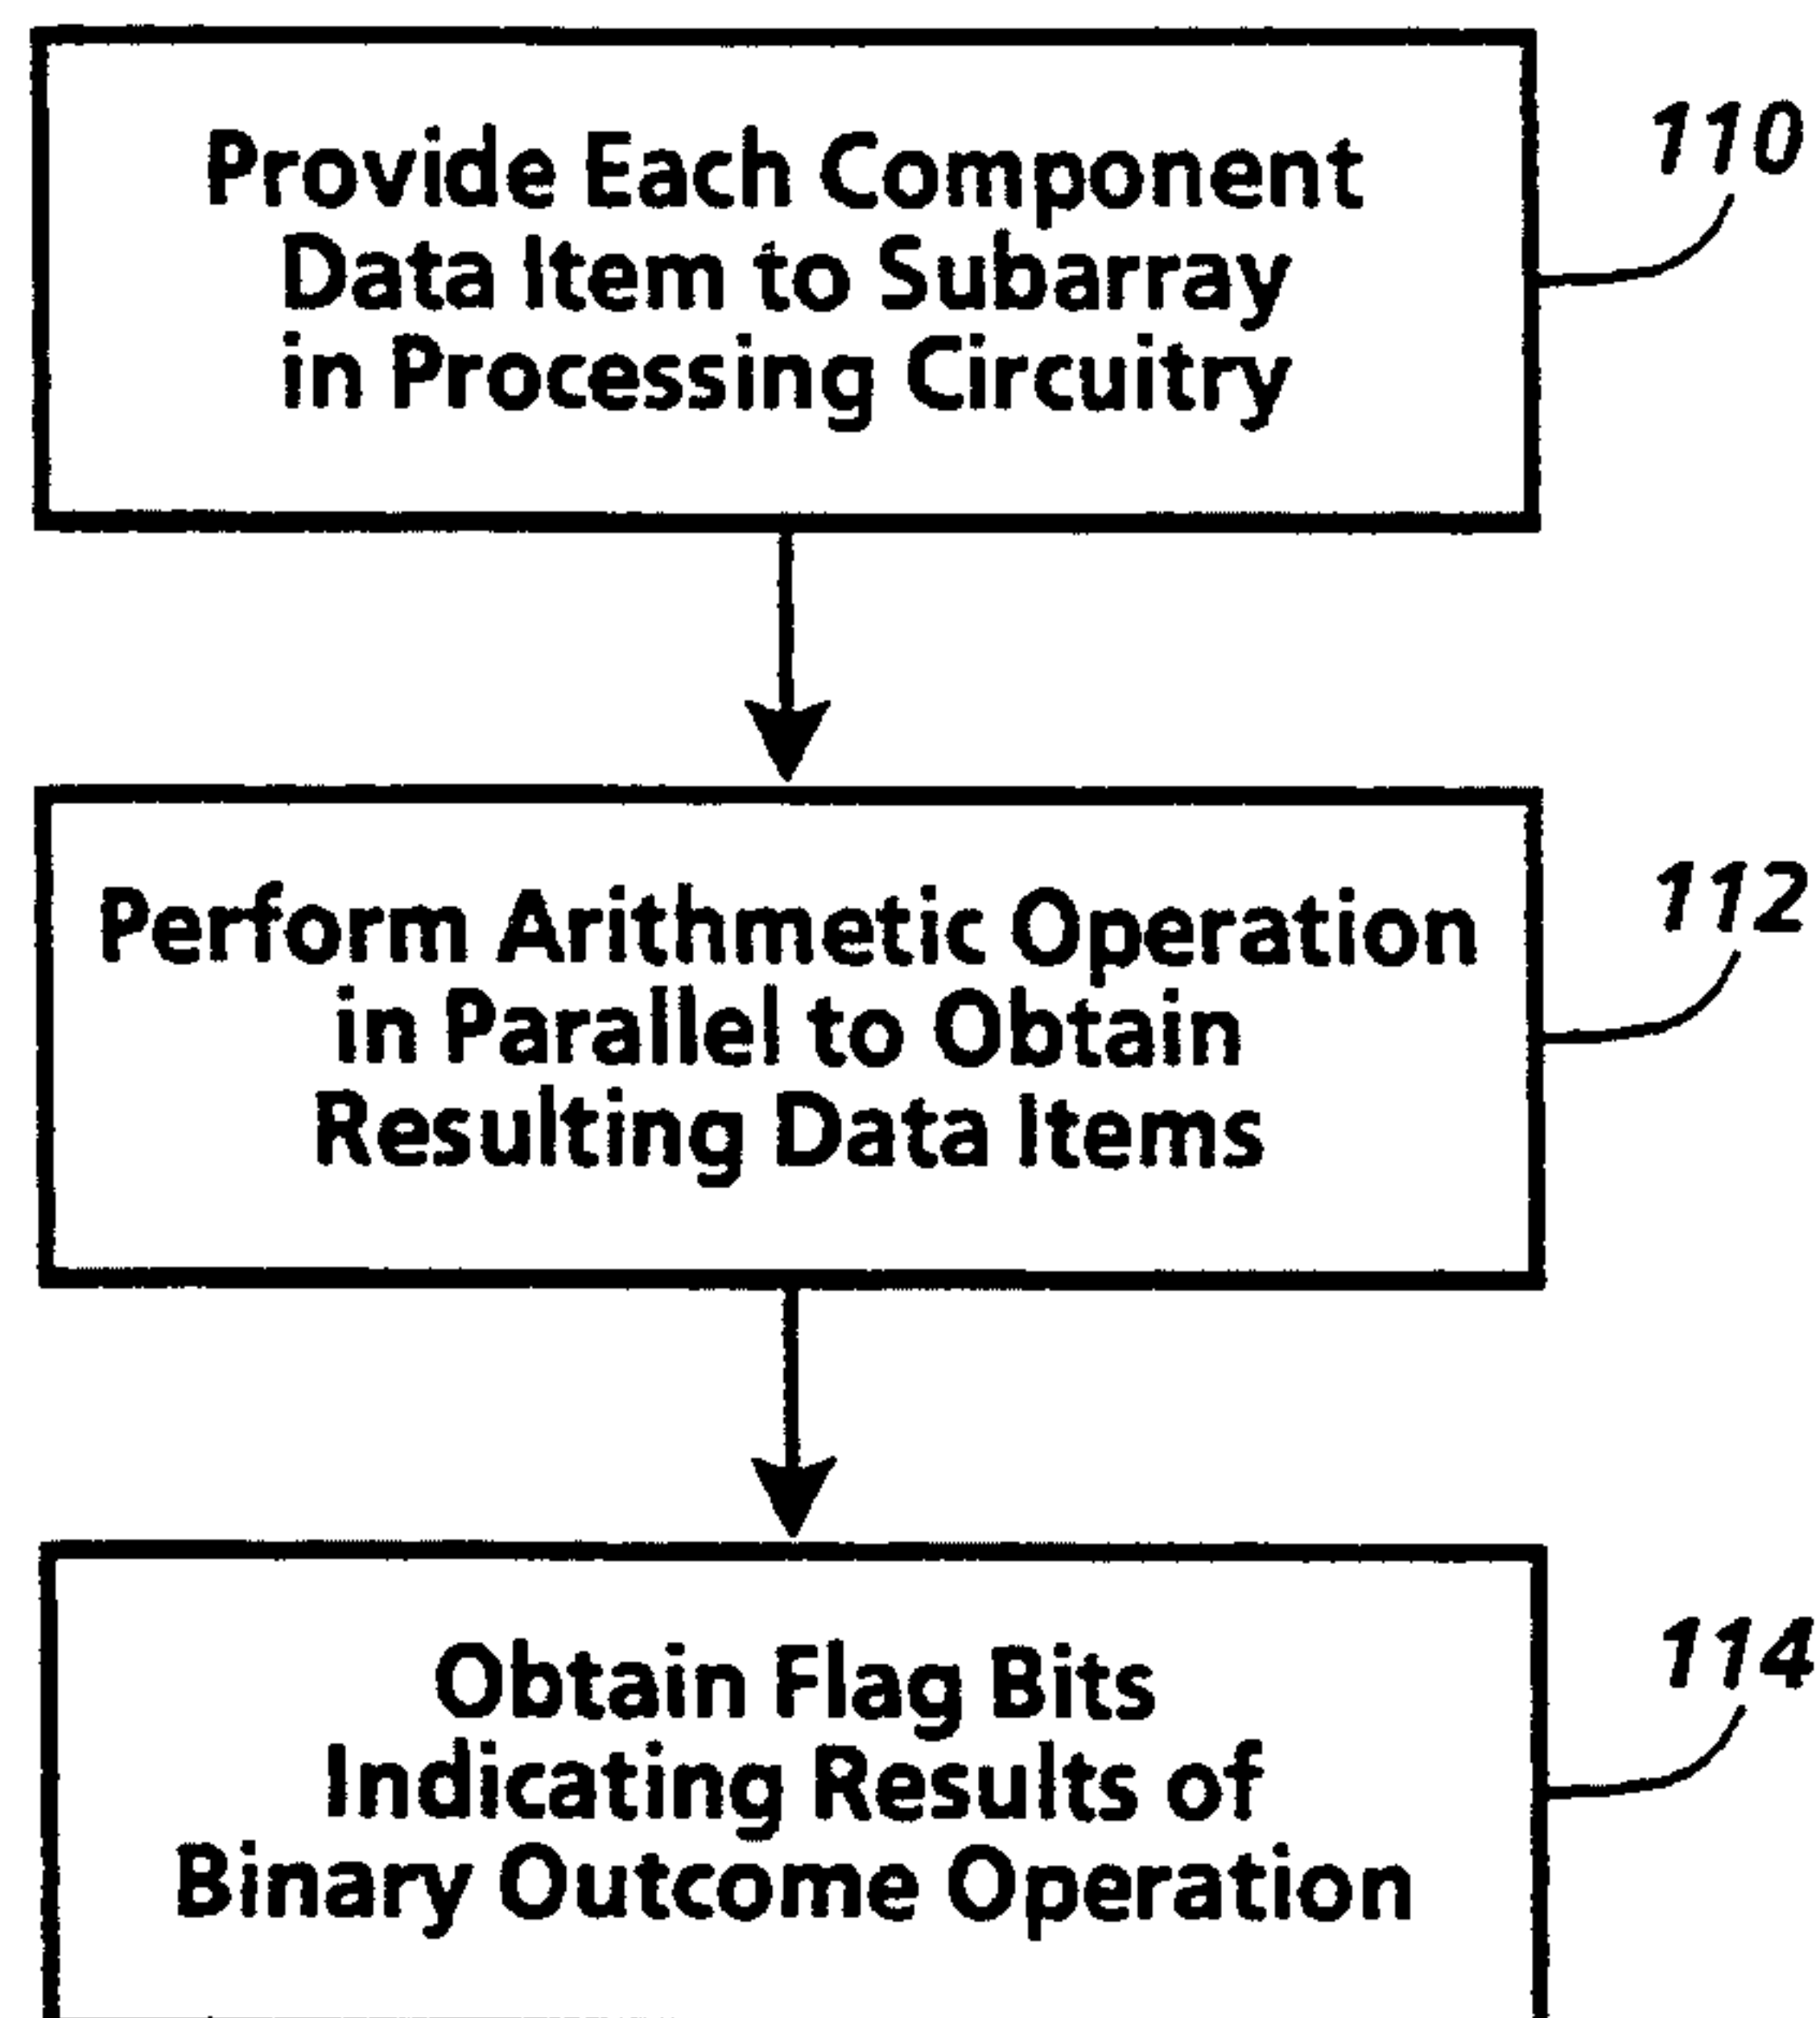 Provide Each Component
Data Item to Subarray
in Processing Circuitry
110
Perform Arithmetic Operation
in Parallel to Obtain
Resulting Data Items
112
Obtain Flag Bits
Indicating Results of
Binary Outcome Operation
114